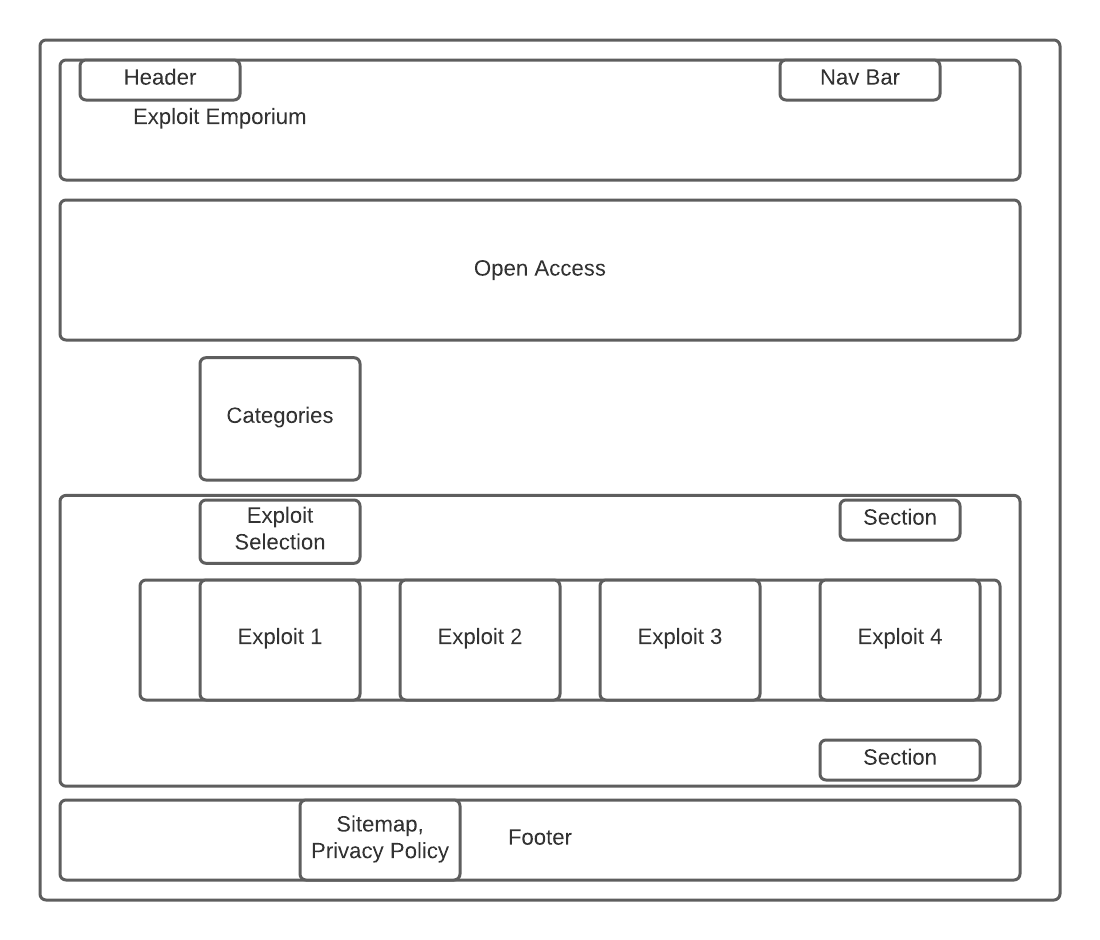 Header
Nav Bar
Exploit Emporium
Open Access
Categories
Exploit
Selection
Section
Exploit 1
Exploit 2
Exploit 3
Exploit 4
Section
Sitemap,
Privacy Policy
Footer